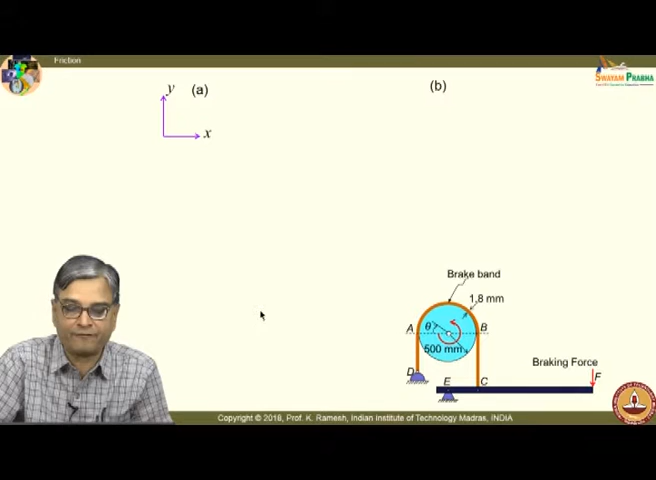 Friction
SWAYAM PRABHA
y
(a)
(b)
x
Brake band
1.8 mm
A
θ
B
500 mm
Braking Force
D
E
C
F
Copyright © 2018, Prof. K. Ramesh, Indian Institute of Technology Madras, INDIA